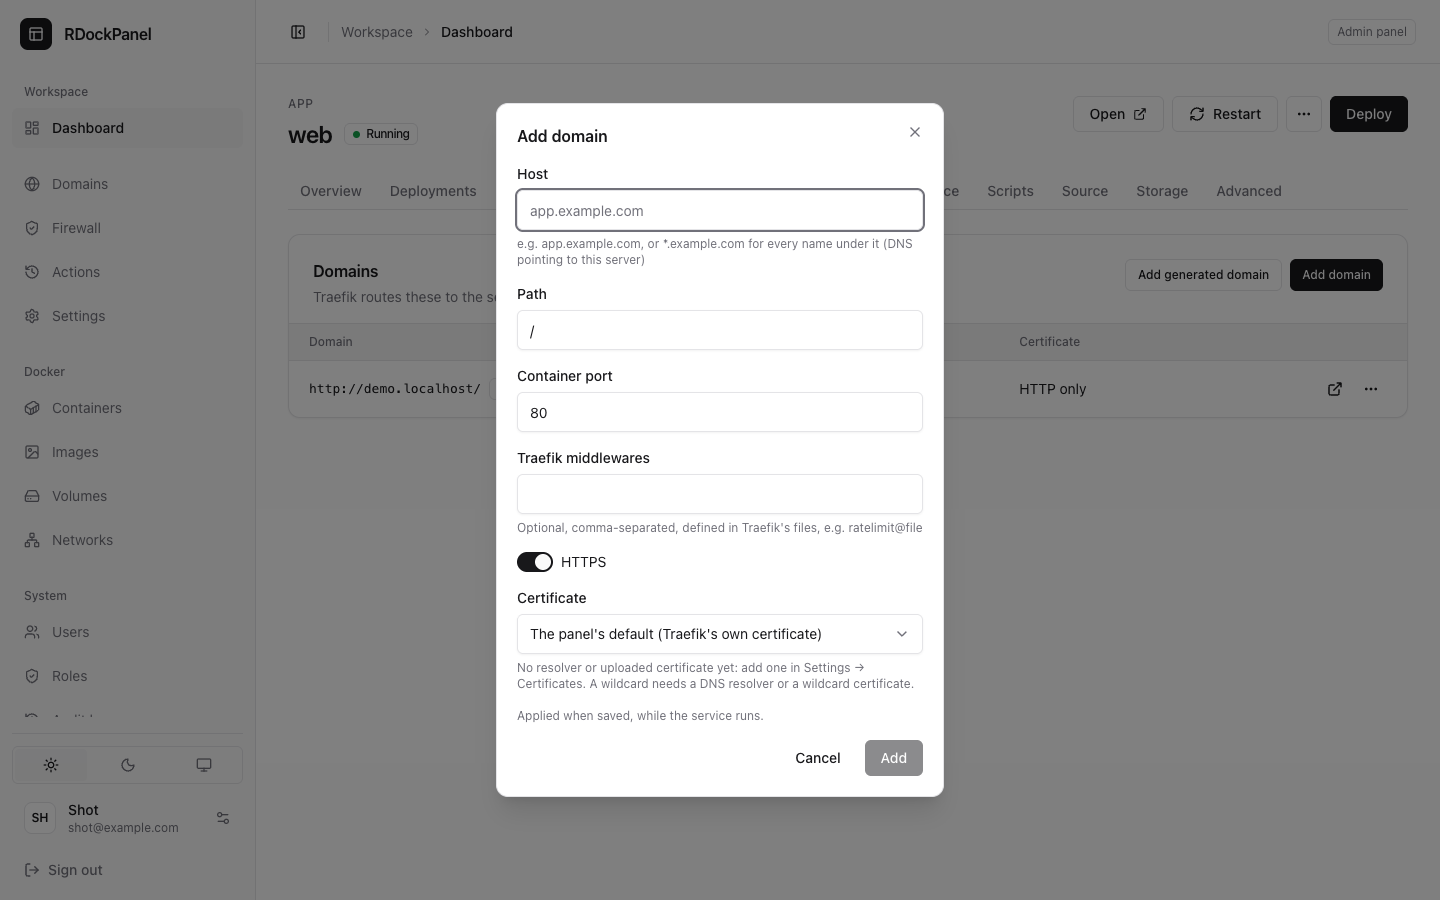 RDockPanel
Workspace
Dashboard
Domains
Firewall
Actions
Settings
Docker
Containers
Images
Volumes
Networks
System
Users
Roles
SH
Shot
shot@example.com
Sign out
Workspace > Dashboard
Admin panel
APP
web
Running
Open
Restart
Deploy
Overview
Deployments
Scripts
Source
Storage
Advanced
Domains
Traefik routes these to the
Add generated domain
Add domain
Domain
Certificate
http://demo.localhost/
HTTP only
Add domain
Host
app.example.com
e.g. app.example.com, or *.example.com for every name under it (DNS
pointing to this server)
Path
/
Container port
80
Traefik middlewares
Optional, comma-separated, defined in Traefik's files, e.g. ratelimit@file
HTTPS
Certificate
The panel's default (Traefik's own certificate)
No resolver or uploaded certificate yet: add one in Settings →
Certificates. A wildcard needs a DNS resolver or a wildcard certificate.
Applied when saved, while the service runs.
Cancel
Add